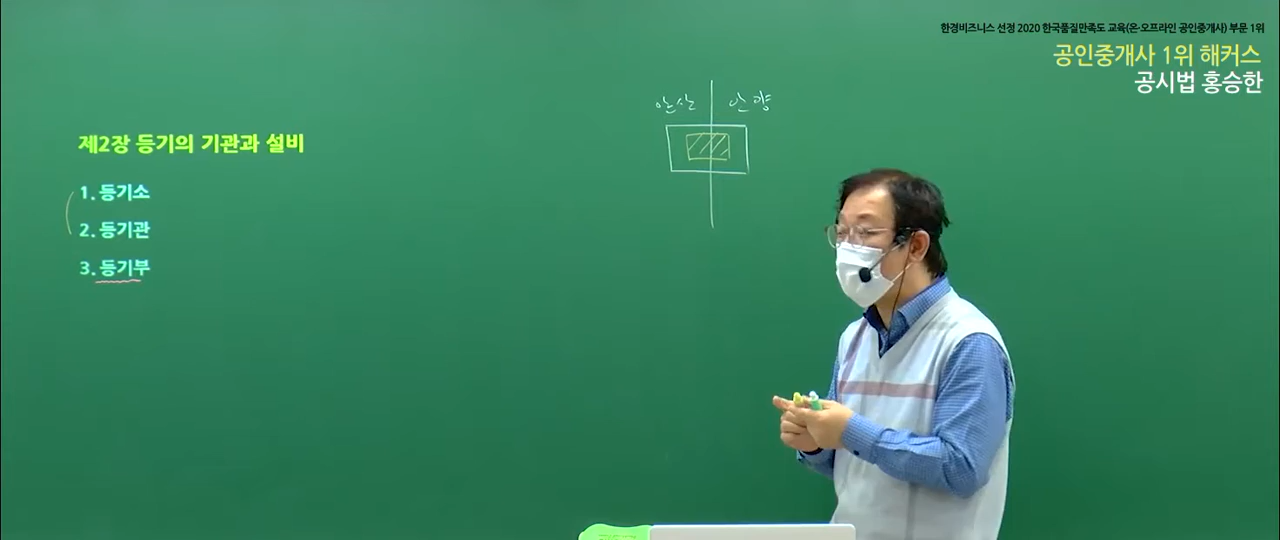 한경비즈니스 선정 2020 한국품질만족도 교육(온·오프라인 공인중개사) 부문 1위
공인중개사 1위 해커스
공시법 홍승한
안산 안양
제2장 등기의 기관과 설비
1. 등기소
2. 등기관
3. 등기부